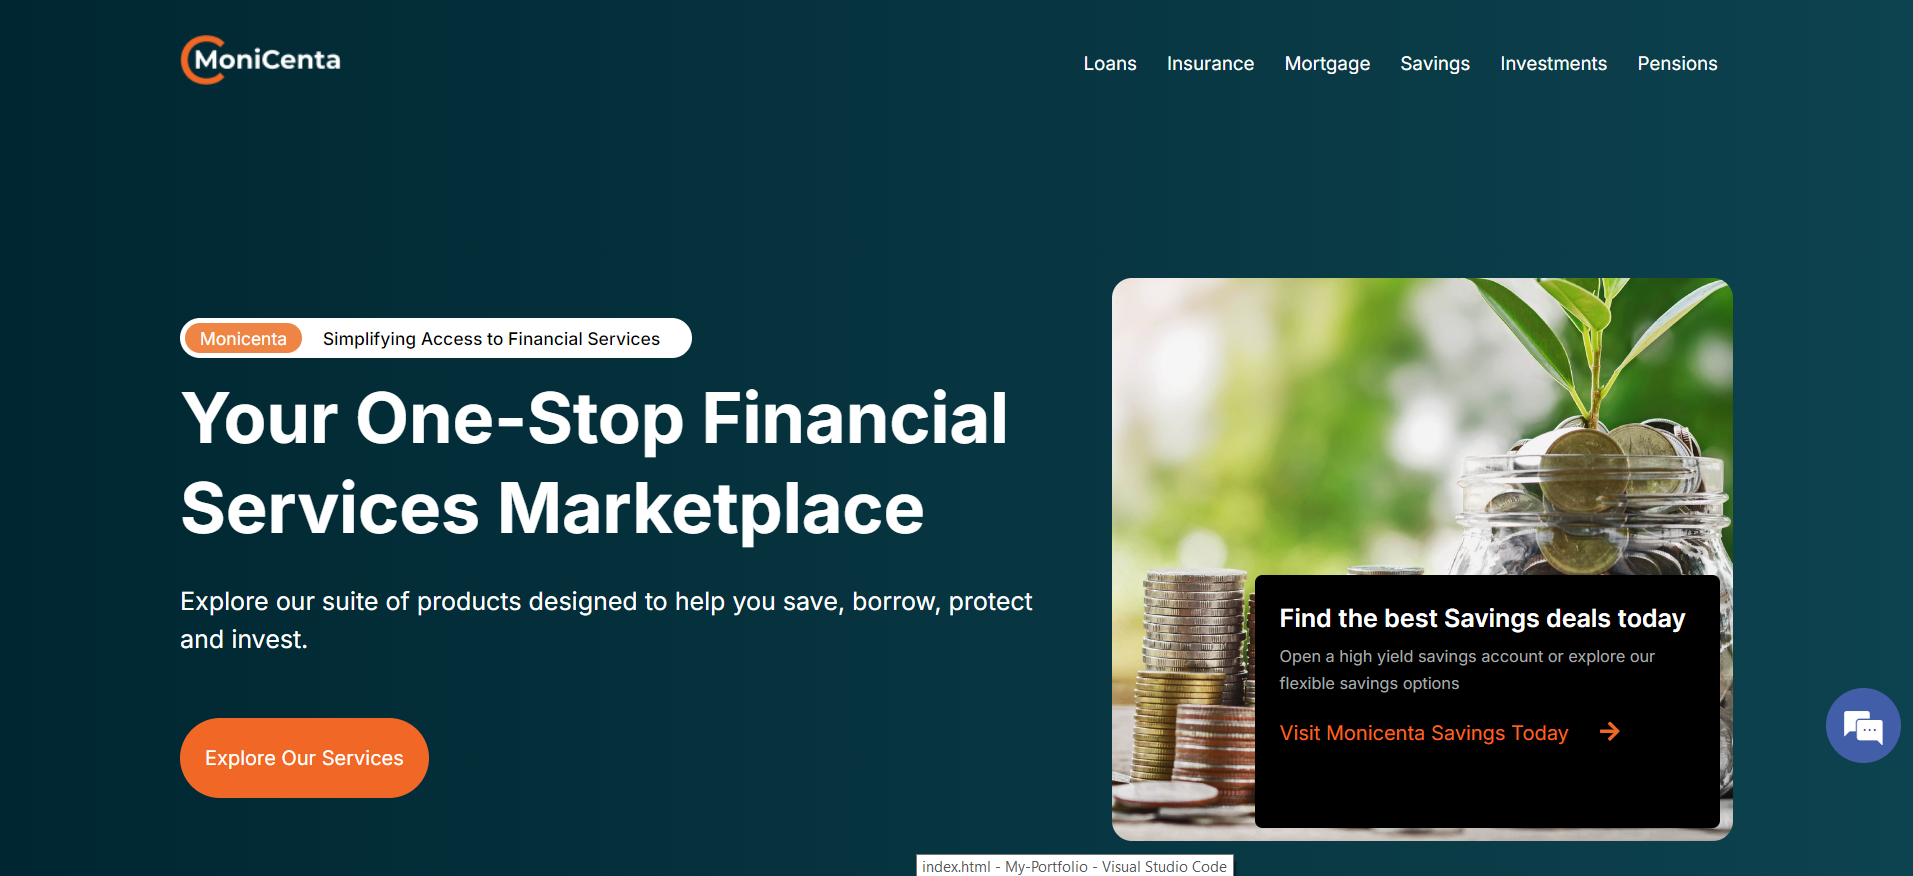 MoniCenta
Loans Insurance Mortgage Savings Investments Pensions
Monicenta Simplifying Access to Financial Services
Your One-Stop Financial
Services Marketplace
Explore our suite of products designed to help you save, borrow, protect
and invest.
Explore Our Services
Find the best Savings deals today
Open a high yield savings account or explore our
flexible savings options
Visit Monicenta Savings Today
index.html - My-Portfolio - Visual Studio Code